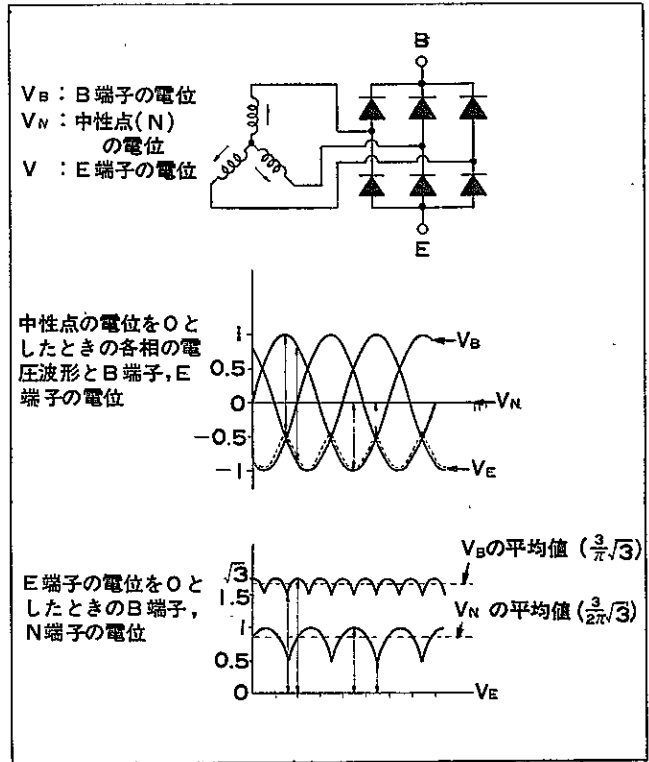 B
VB：B端子の電位
VN：中性点(N)
の電位
V ：E端子の電位
E
中性点の電位を0と
したときの各相の電
圧波形とB端子,E
端子の電位
1
0.5
0
−0.5
−1
VB
VN
VE
E端子の電位を0と
したときのB端子,
N端子の電位
√3
1.5
1
0.5
0
VBの平均値 (3/π √3)
VN の平均値 (3/2π √3)
VE